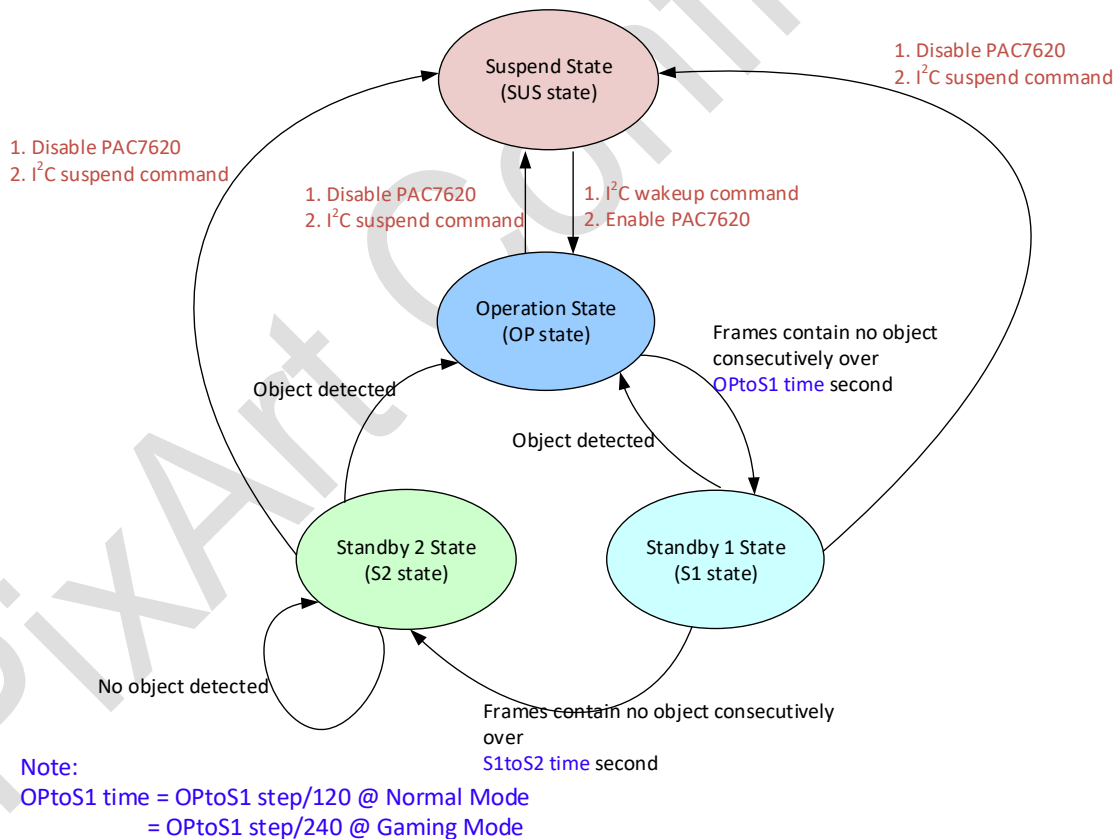 Suspend State
(SUS state)
1. Disable PAC7620
2. I²C suspend command
1. Disable PAC7620
2. I²C suspend command
1. Disable PAC7620
2. I²C suspend command
1. I²C wakeup command
2. Enable PAC7620
Operation State
(OP state)
Frames contain no object
consecutively over
OPtoS1 time second
Object detected
Object detected
Standby 2 State
(S2 state)
Standby 1 State
(S1 state)
No object detected
Frames contain no object consecutively
over
S1toS2 time second
Note:
OPtoS1 time = OPtoS1 step/120 @ Normal Mode
= OPtoS1 step/240 @ Gaming Mode
PixArt Confi